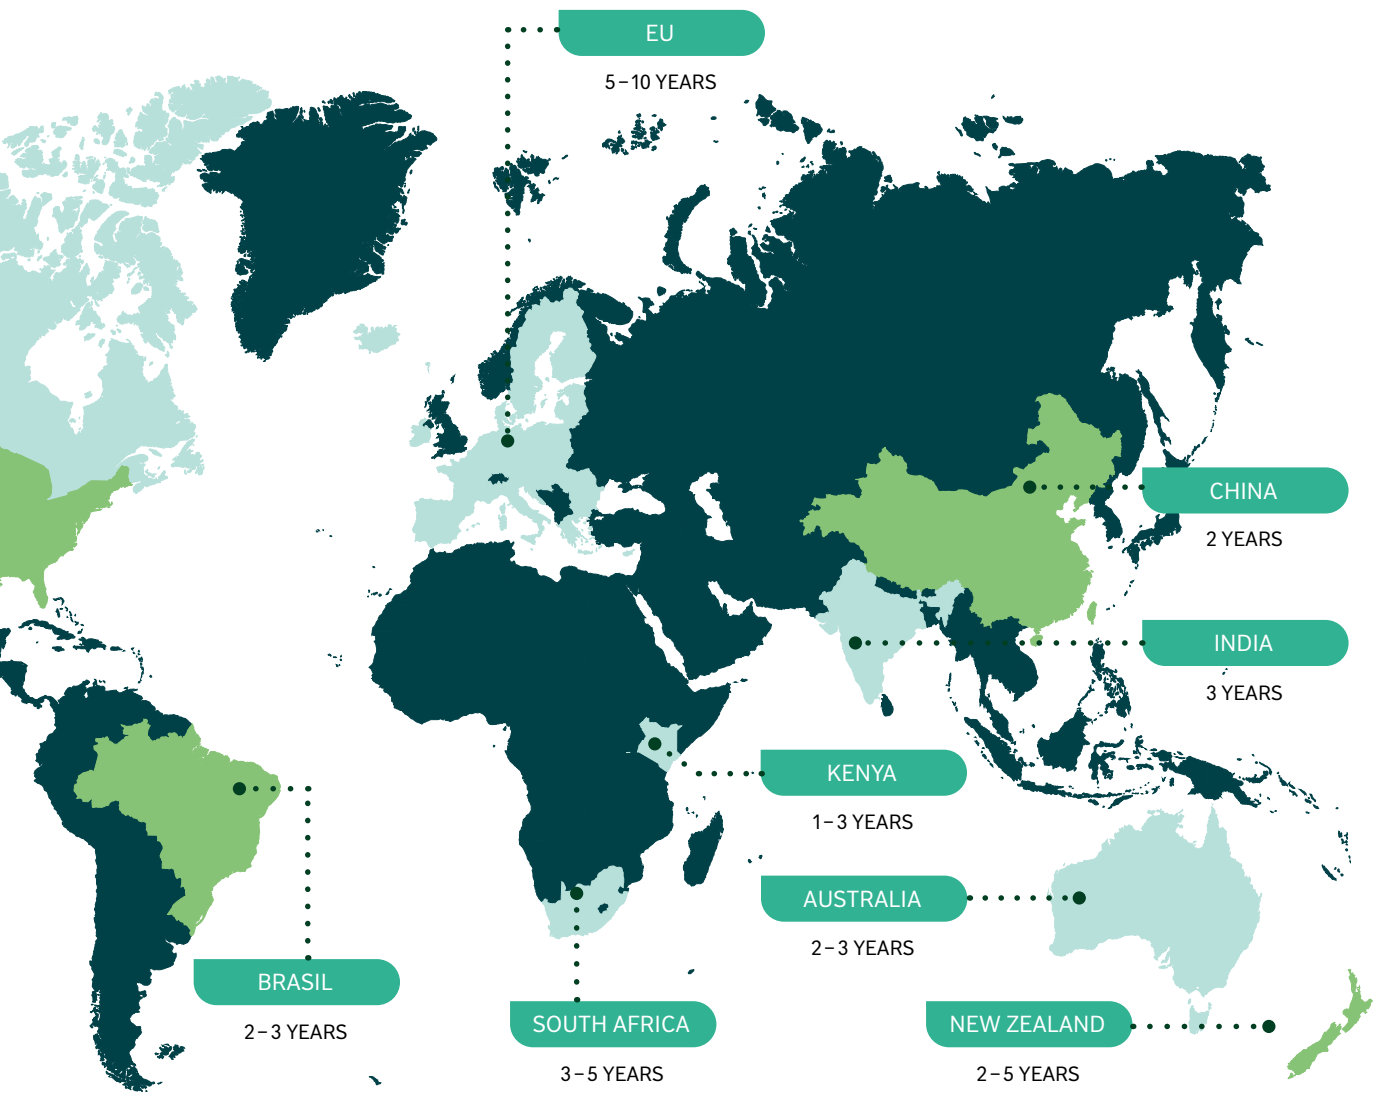 EU
5–10 YEARS
CHINA
2 YEARS
INDIA
3 YEARS
KENYA
1–3 YEARS
AUSTRALIA
2–3 YEARS
BRASIL
2–3 YEARS
SOUTH AFRICA
3–5 YEARS
NEW ZEALAND
2–5 YEARS